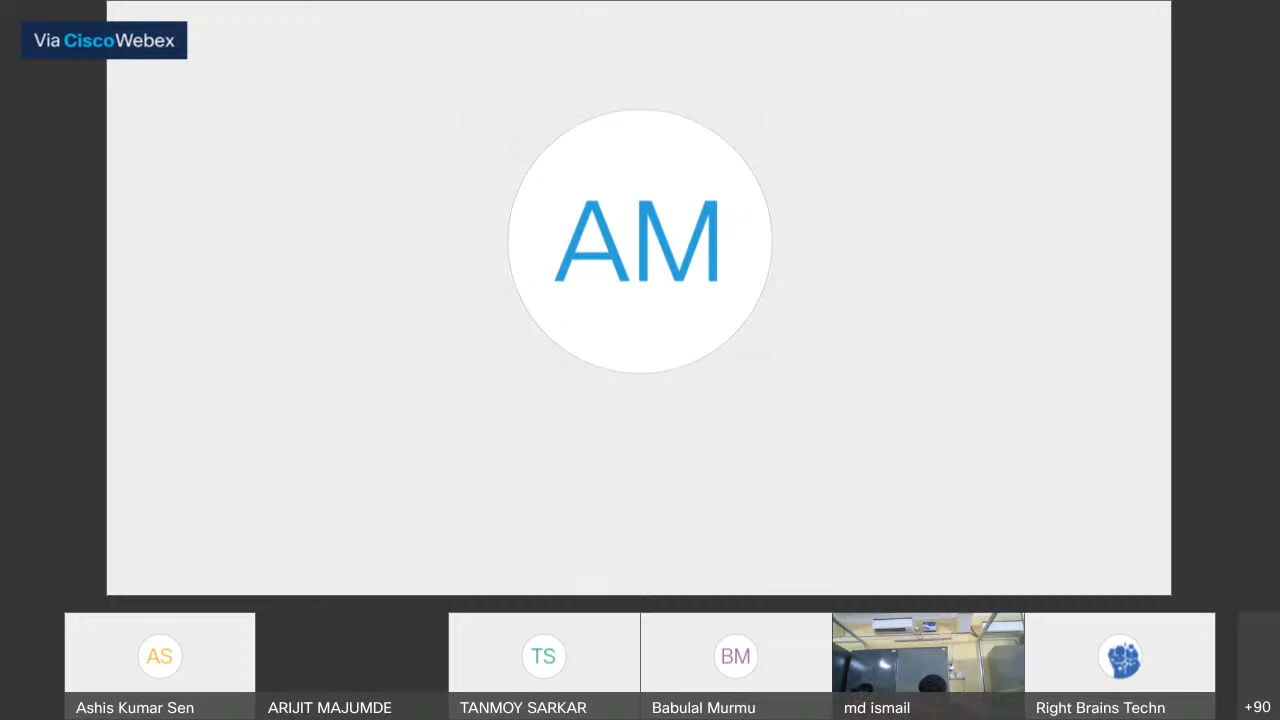 Via CiscoWebex
AM
AS
TS
BM
Ashis Kumar Sen
ARIJIT MAJUMDE
TANMOY SARKAR
Babulal Murmu
md ismail
Right Brains Techn
+90